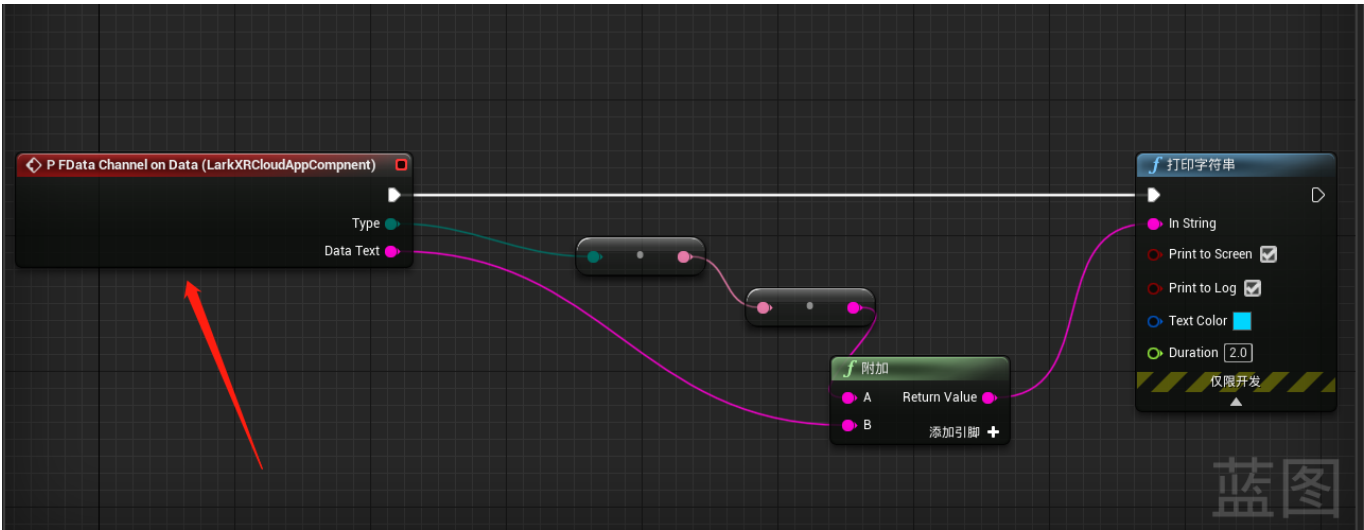 P FData Channel on Data (LarkXRCloudAppCompnent)
Type
Data Text
f 附加
A
Return Value
B
添加引脚
f 打印字符串
In String
Print to Screen
Print to Log
Text Color
Duration 2.0
仅限开发
蓝图